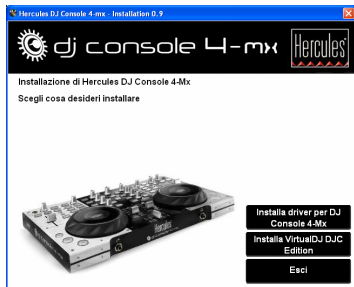 Hercules DJ Console 4-mx - Installation 0.9
dj console 4-mx
Hercules
Installazione di Hercules DJ Console 4-Mx
Scegli cosa desideri installare
Hercules
Installa driver per DJ
Console 4-Mx
Installa VirtualDJ DJC
Edition
Esci